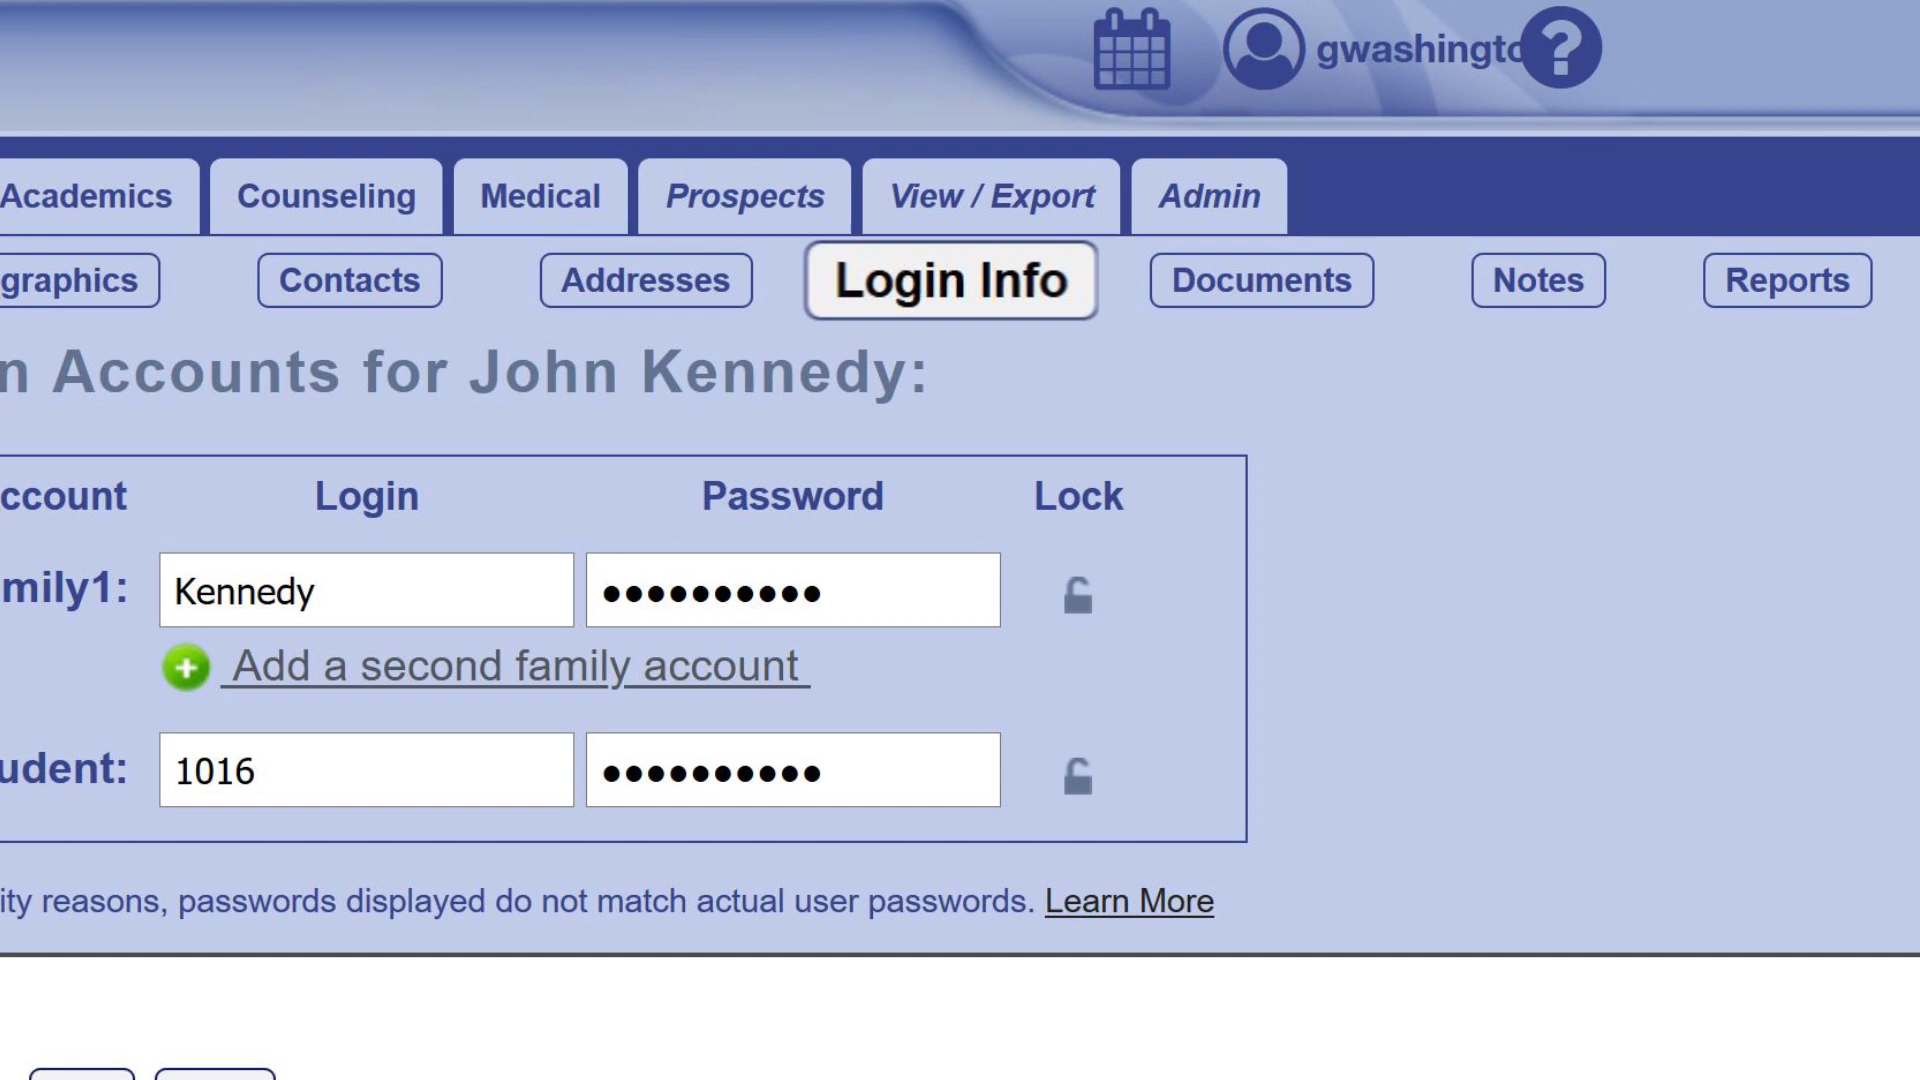 gwashingto
Academics Counseling Medical Prospects View / Export Admin
graphics Contacts Addresses Login Info Documents Notes Reports
n Accounts for John Kennedy:
ccount Login Password Lock
mily1: Kennedy ••••••••••
Add a second family account
udent: 1016 ••••••••••
ity reasons, passwords displayed do not match actual user passwords. Learn More